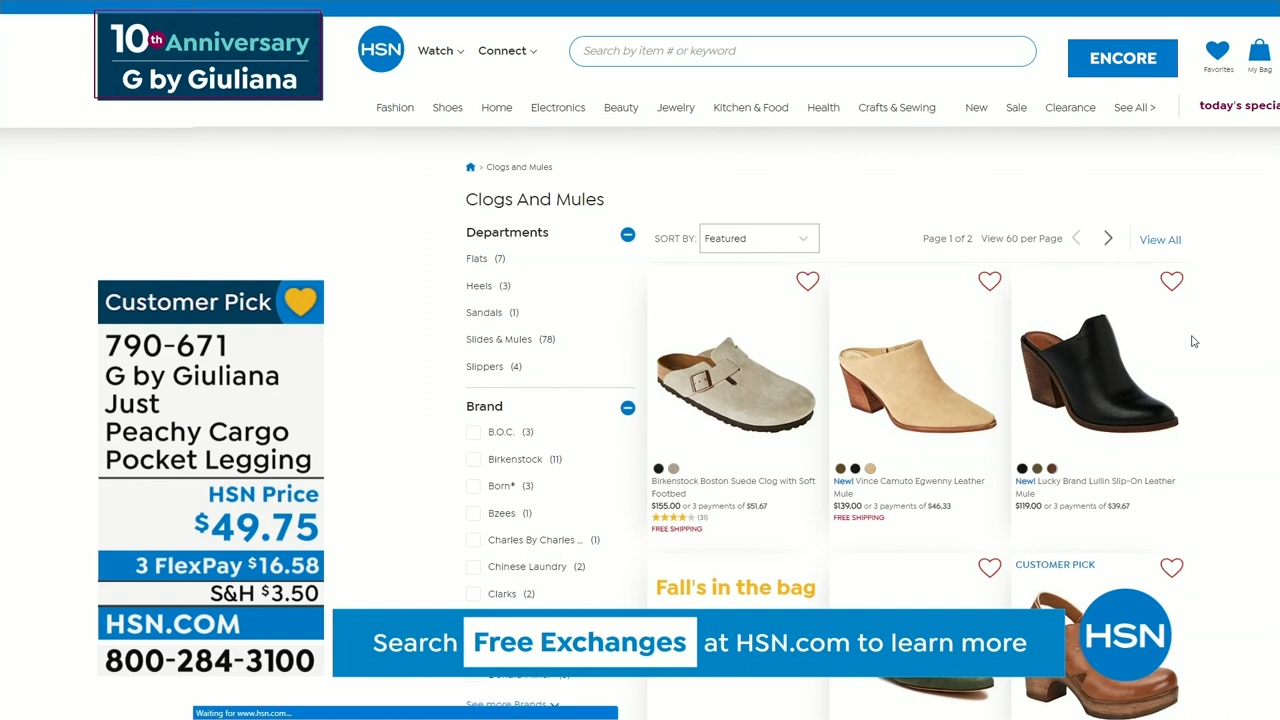 10th Anniversary
G by Giuliana
HSN
Watch
Connect
Search by item # or keyword
ENCORE
Favorites
My Bag
Fashion
Shoes
Home
Electronics
Beauty
Jewelry
Kitchen & Food
Health
Crafts & Sewing
New
Sale
Clearance
See All >
today's specia
> Clogs and Mules
Clogs And Mules
Departments
Flats (7)
Heels (3)
Sandals (1)
Slides & Mules (78)
Slippers (4)
Brand
B.O.C. (3)
Birkenstock (11)
Born® (3)
Bzees (1)
Charles By Charles ... (1)
Chinese Laundry (2)
Clarks (2)
See more Brands
SORT BY: Featured
Page 1 of 2 View 60 per Page
View All
Birkenstock Boston Suede Clog with Soft
Footbed
$155.00 or 3 payments of $51.67
(31)
FREE SHIPPING
New! Vince Camuto Egwenny Leather
Mule
$139.00 or 3 payments of $46.33
FREE SHIPPING
New! Lucky Brand Lullin Slip-On Leather
Mule
$119.00 or 3 payments of $39.67
Fall's in the bag
CUSTOMER PICK
Customer Pick
790-671
G by Giuliana
Just
Peachy Cargo
Pocket Legging
HSN Price
$49.75
3 FlexPay $16.58
S&H $3.50
HSN.COM
800-284-3100
Search Free Exchanges at HSN.com to learn more
HSN
Waiting for www.hsn.com...